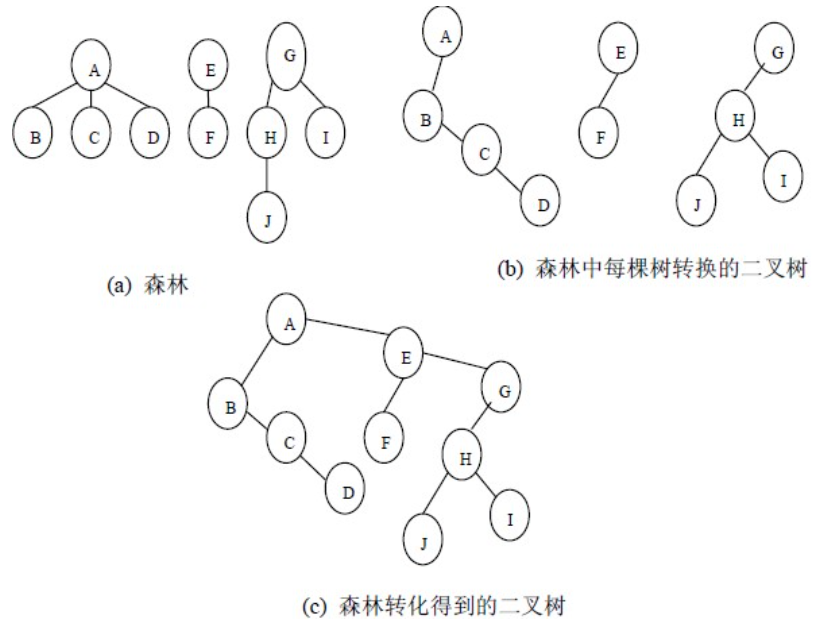 A E G
B C D F H I
J
A E G
B F H
C I
D J
(a) 森林
(b) 森林中每棵树转换的二叉树
A
E
G
B
C F
H
D
I
J
(c) 森林转化得到的二叉树